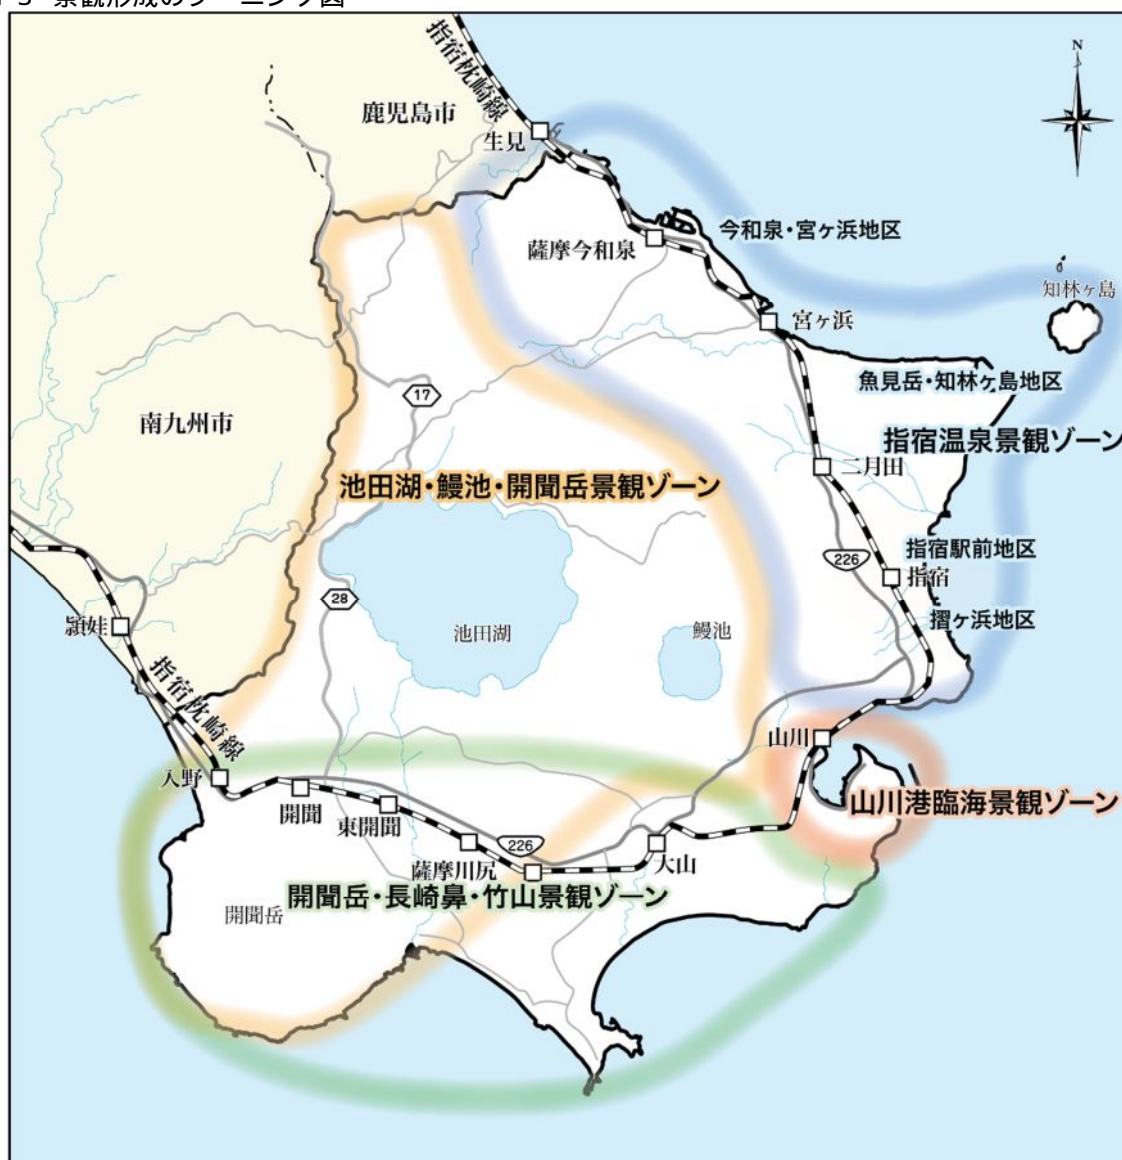 景観形成のゾーニング図
N
指宿枕崎線
鹿児島市
生見
今和泉・宮ヶ浜地区
薩摩今和泉
知林ヶ島
宮ヶ浜
魚見岳・知林ヶ島地区
17
南九州市
指宿温泉景観ゾーン
二月田
池田湖・鰻池・開聞岳景観ゾーン
指宿駅前地区
226
指宿
28
摺ヶ浜地区
頴娃
池田湖
鰻池
指宿枕崎線
山川
入野
山川港臨海景観ゾーン
開聞
東開聞
226
大山
薩摩川尻
開聞岳・長崎鼻・竹山景観ゾーン
開聞岳